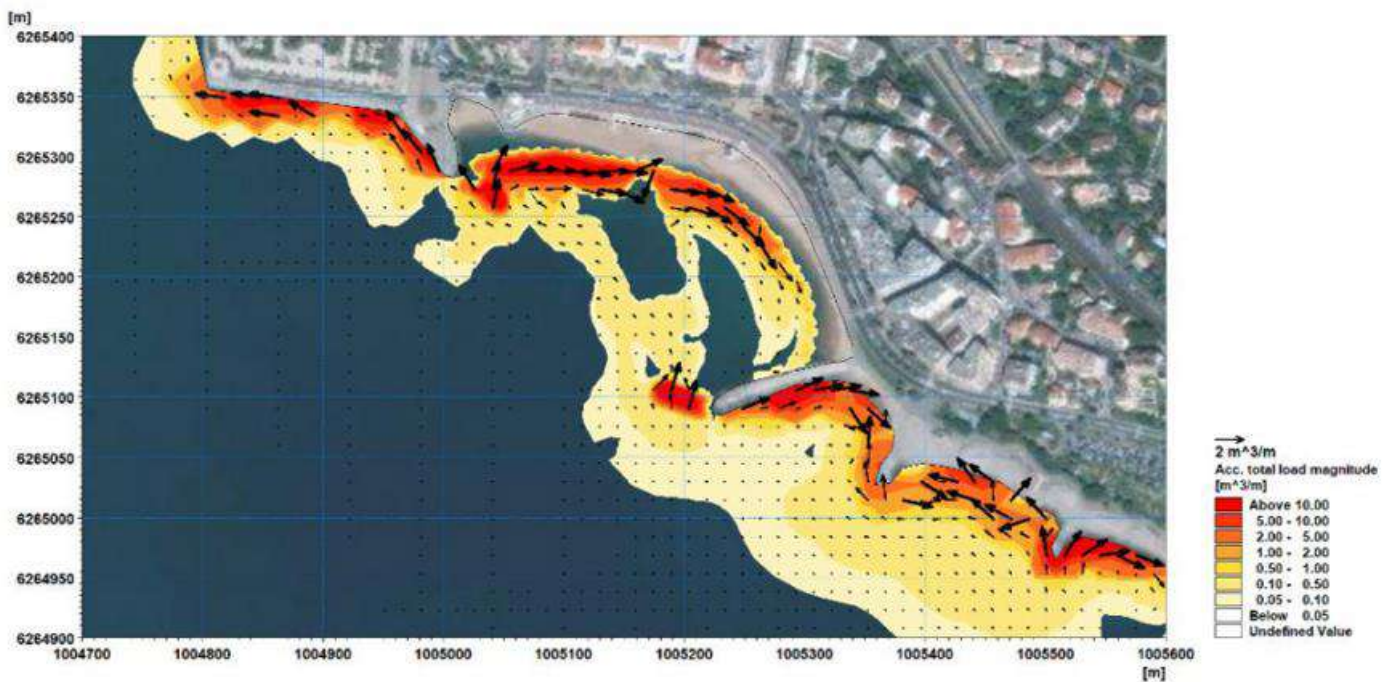 [m]
6265400
6265350
6265300
6265250
6265200
6265150
6265100
6265050
6265000
6264950
6264900
1004700 1004800 1004900 1005000 1005100 1005200 1005300 1005400 1005500 1005600
[m]
2 m^3/m
Acc. total load magnitude
[m^3/m]
Above 10.00
5.00 - 10.00
2.00 - 5.00
1.00 - 2.00
0.50 - 1.00
0.10 - 0.50
0.05 - 0.10
Below 0.05
Undefined Value